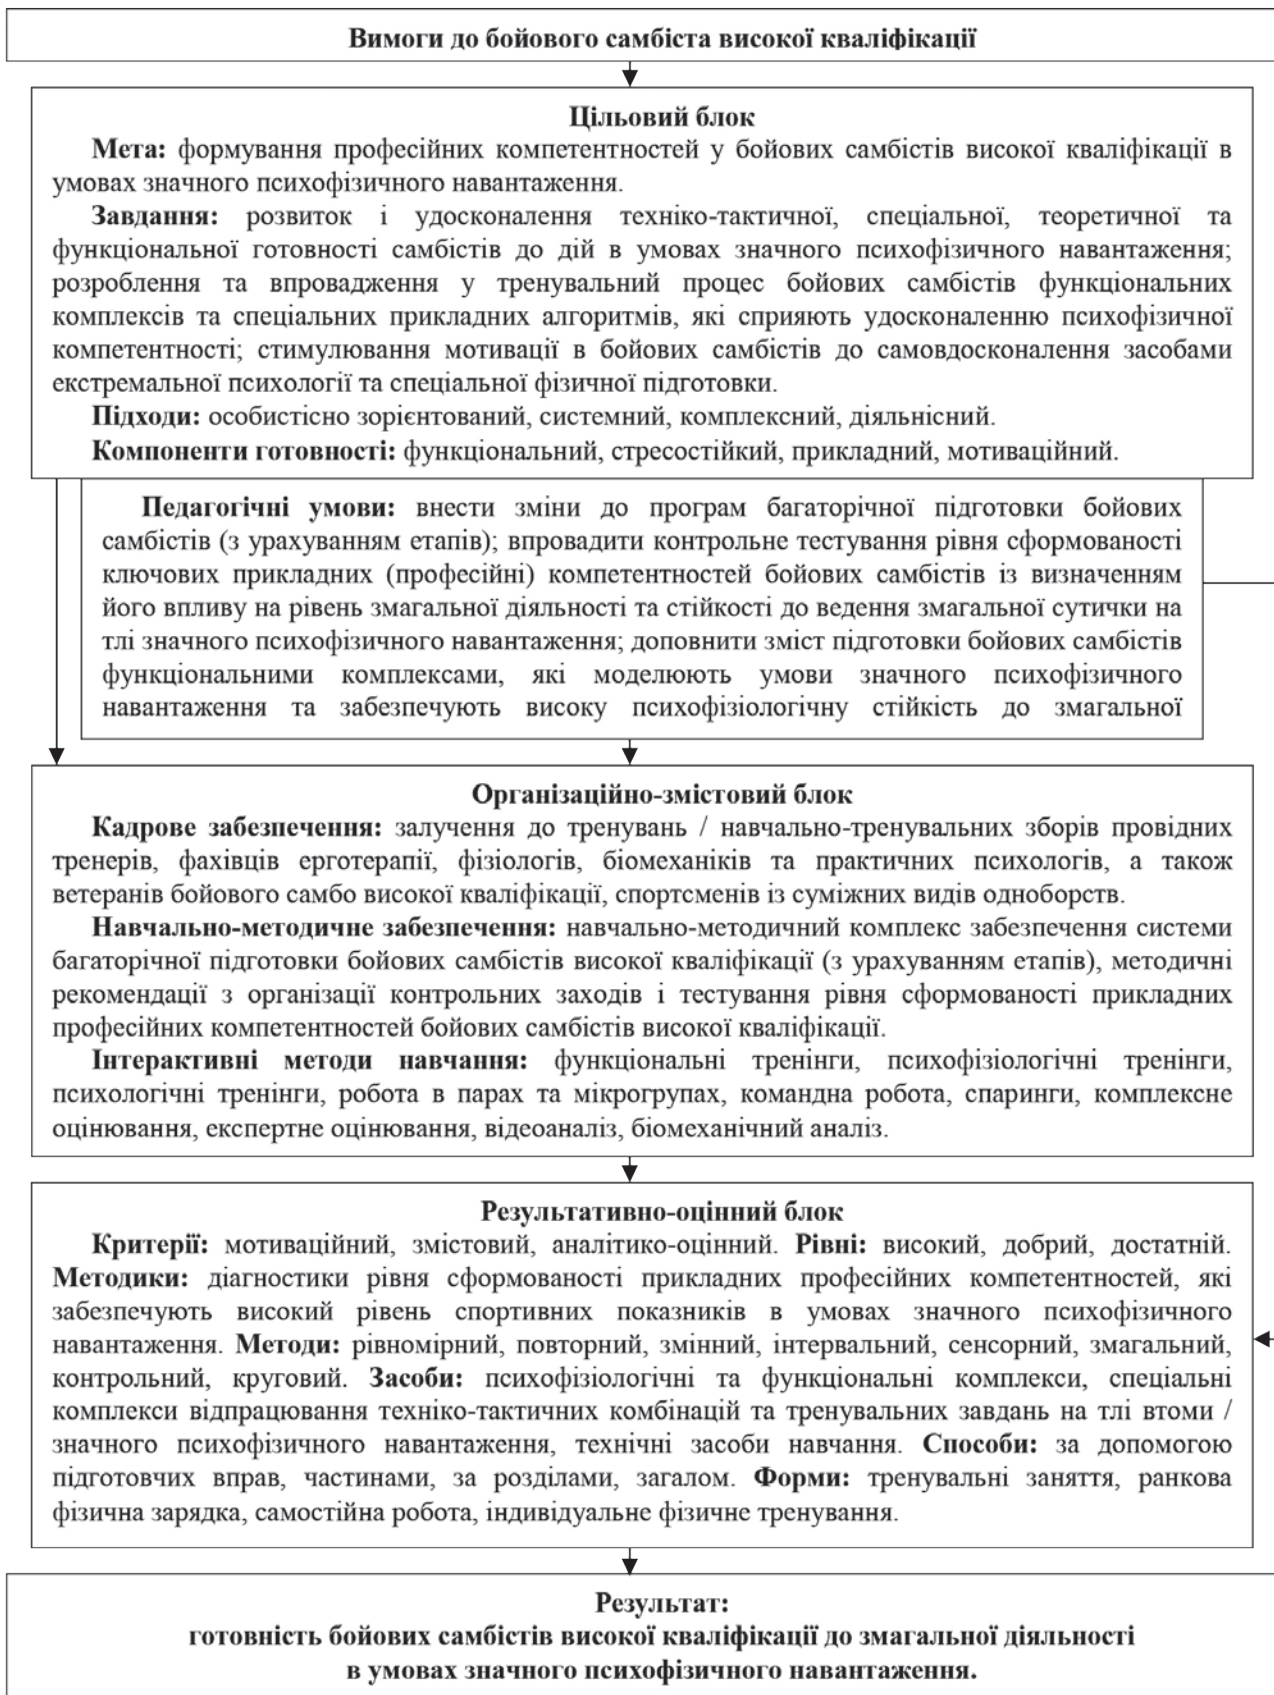 Вимоги до бойового самбіста високої кваліфікації
Цільовий блок
Мета: формування професійних компетентностей у бойових самбістів високої кваліфікації в
умовах значного психофізичного навантаження.
Завдання: розвиток і удосконалення техніко-тактичної, спеціальної, теоретичної та
функціональної готовності самбістів до дій в умовах значного психофізичного навантаження;
розроблення та впровадження у тренувальний процес бойових самбістів функціональних
комплексів та спеціальних прикладних алгоритмів, які сприяють удосконаленню психофізичної
компетентності; стимулювання мотивації в бойових самбістів до самовдосконалення засобами
екстремальної психології та спеціальної фізичної підготовки.
Підходи: особистісно зорієнтований, системний, комплексний, діяльнісний.
Компоненти готовності: функціональний, стресостійкий, прикладний, мотиваційний.
Педагогічні умови: внести зміни до програм багаторічної підготовки бойових
самбістів (з урахуванням етапів); впровадити контрольне тестування рівня сформованості
ключових прикладних (професійні) компетентностей бойових самбістів із визначенням
його впливу на рівень змагальної діяльності та стійкості до ведення змагальної сутички на
тлі значного психофізичного навантаження; доповнити зміст підготовки бойових самбістів
функціональними комплексами, які моделюють умови значного психофізичного
навантаження та забезпечують високу психофізіологічну стійкість до змагальної
Організаційно-змістовий блок
Кадрове забезпечення: залучення до тренувань / навчально-тренувальних зборів провідних
тренерів, фахівців ерготерапії, фізіологів, біомеханіків та практичних психологів, а також
ветеранів бойового самбо високої кваліфікації, спортсменів із суміжних видів одноборств.
Навчально-методичне забезпечення: навчально-методичний комплекс забезпечення системи
багаторічної підготовки бойових самбістів високої кваліфікації (з урахуванням етапів), методичні
рекомендації з організації контрольних заходів і тестування рівня сформованості прикладних
професійних компетентностей бойових самбістів високої кваліфікації.
Інтерактивні методи навчання: функціональні тренінги, психофізіологічні тренінги,
психологічні тренінги, робота в парах та мікрогрупах, командна робота, спаринги, комплексне
оцінювання, експертне оцінювання, відеоаналіз, біомеханічний аналіз.
Результативно-оцінний блок
Критерії: мотиваційний, змістовий, аналітико-оцінний. Рівні: високий, добрий, достатній.
Методики: діагностики рівня сформованості прикладних професійних компетентностей, які
забезпечують високий рівень спортивних показників в умовах значного психофізичного
навантаження. Методи: рівномірний, повторний, змінний, інтервальний, сенсорний, змагальний,
контрольний, круговий. Засоби: психофізіологічні та функціональні комплекси, спеціальні
комплекси відпрацювання техніко-тактичних комбінацій та тренувальних завдань на тлі втоми /
значного психофізичного навантаження, технічні засоби навчання. Способи: за допомогою
підготовчих вправ, частинами, за розділами, загалом. Форми: тренувальні заняття, ранкова
фізична зарядка, самостійна робота, індивідуальне фізичне тренування.
Результат:
готовність бойових самбістів високої кваліфікації до змагальної діяльності
в умовах значного психофізичного навантаження.